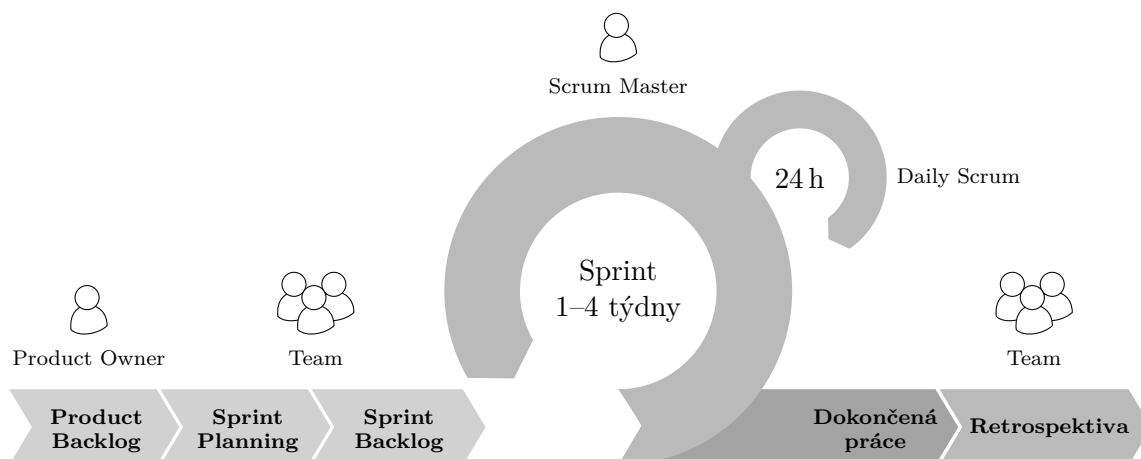 Scrum Master
24 h
Daily Scrum
Sprint
1–4 týdny
Product Owner
Team
Team
Product
Backlog
Sprint
Planning
Sprint
Backlog
Dokončená
práce
Retrospektiva